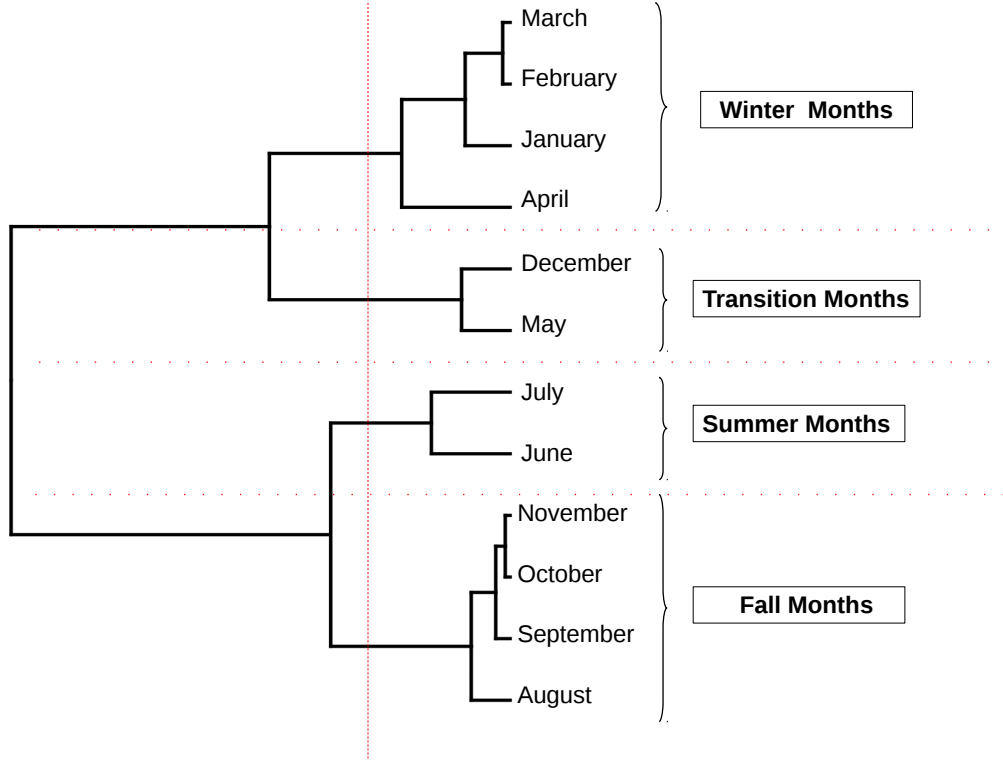 March
February
Winter Months
January
April
December
Transition Months
May
July
Summer Months
June
November
October
Fall Months
September
August